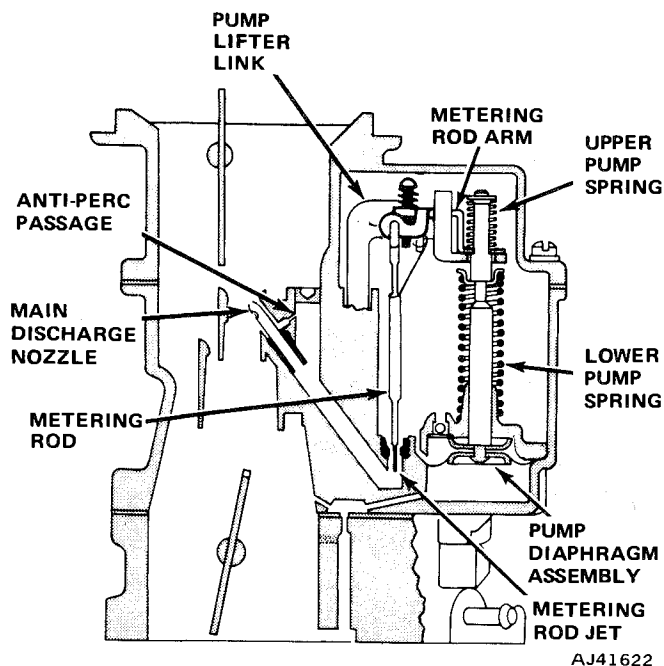 PUMP
LIFTER
LINK
METERING
ROD ARM
UPPER
PUMP
SPRING
ANTI-PERC
PASSAGE
MAIN
DISCHARGE
NOZZLE
LOWER
PUMP
SPRING
METERING
ROD
PUMP
DIAPHRAGM
ASSEMBLY
METERING
ROD JET
AJ41622